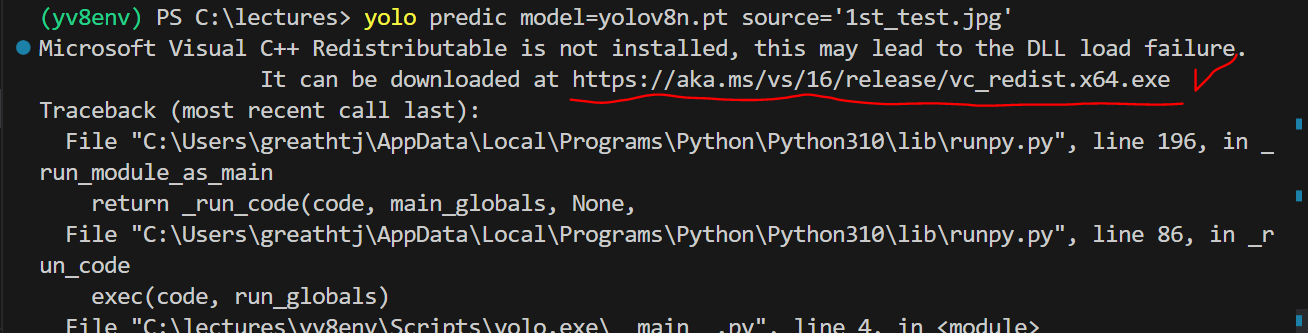 (yv8env) PS C:\lectures> yolo predic model=yolov8n.pt source='1st_test.jpg'
Microsoft Visual C++ Redistributable is not installed, this may lead to the DLL load failure.
It can be downloaded at https://aka.ms/vs/16/release/vc_redist.x64.exe
Traceback (most recent call last):
File "C:\Users\greathtj\AppData\Local\Programs\Python\Python310\lib\runpy.py", line 196, in _
run_module_as_main
return _run_code(code, main_globals, None,
File "C:\Users\greathtj\AppData\Local\Programs\Python\Python310\lib\runpy.py", line 86, in _r
un_code
exec(code, run_globals)
File "C:\lectures\yv8env\Scripts\yolo.exe\__main__.py", line 4, in <module>